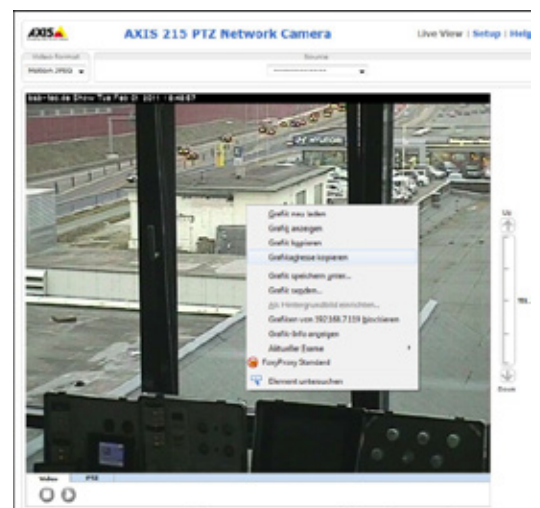 AXIS
AXIS 215 PTZ Network Camera
Live View | Setup | Help
Video Format
Source
Motion JPEG
HYUNDAI
Grafik neu laden
Grafik anzeigen
Grafik kopieren
Grafikadresse kopieren
Grafik speichern unter...
Grafik senden...
Als Hintergrundbild einrichten...
Grafiken von 192.168.7.159 blockieren
Grafik-Info anzeigen
Aktueller Frame
FoxyProxy Standard
Element untersuchen
Up
Down
Video
PTZ